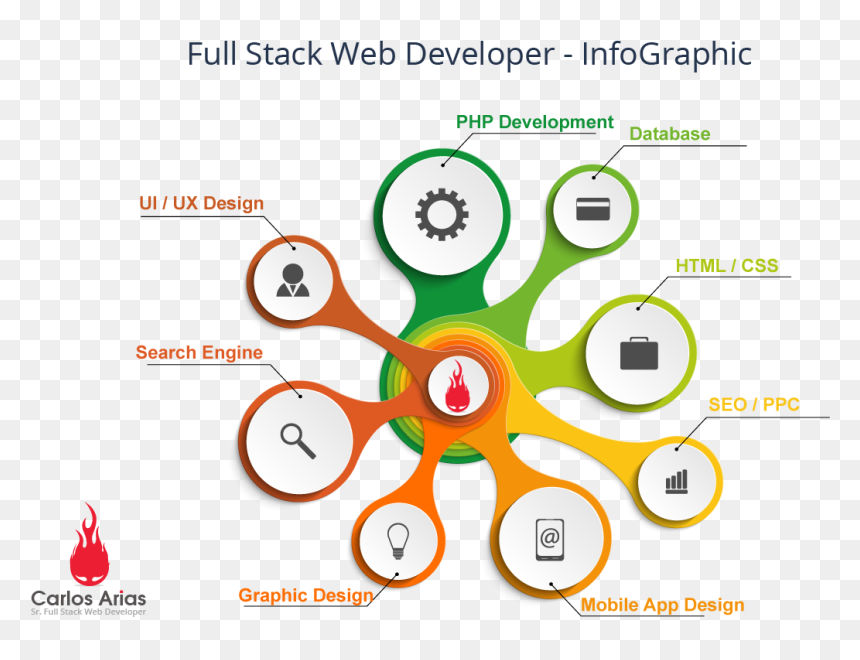 Full Stack Web Developer - InfoGraphic
PHP Development
Database
UI / UX Design
HTML / CSS
Search Engine
SEO / PPC
@
Graphic Design
Mobile App Design
Carlos Arias
Sr. Full Stack Web Developer